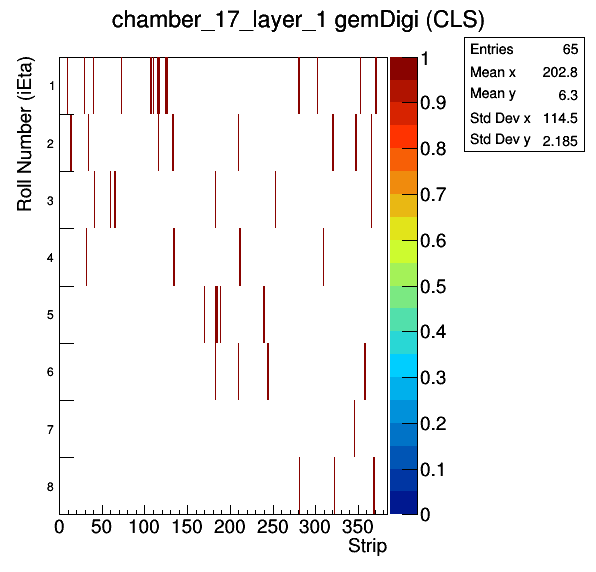 chamber_17_layer_1 gemDigi (CLS)
Entries 65
Mean x 202.8
Mean y 6.3
Std Dev x 114.5
Std Dev y 2.185
Roll Number (iEta)
1
2
3
4
5
6
7
8
1
0.9
0.8
0.7
0.6
0.5
0.4
0.3
0.2
0.1
0
0 50 100 150 200 250 300 350
Strip